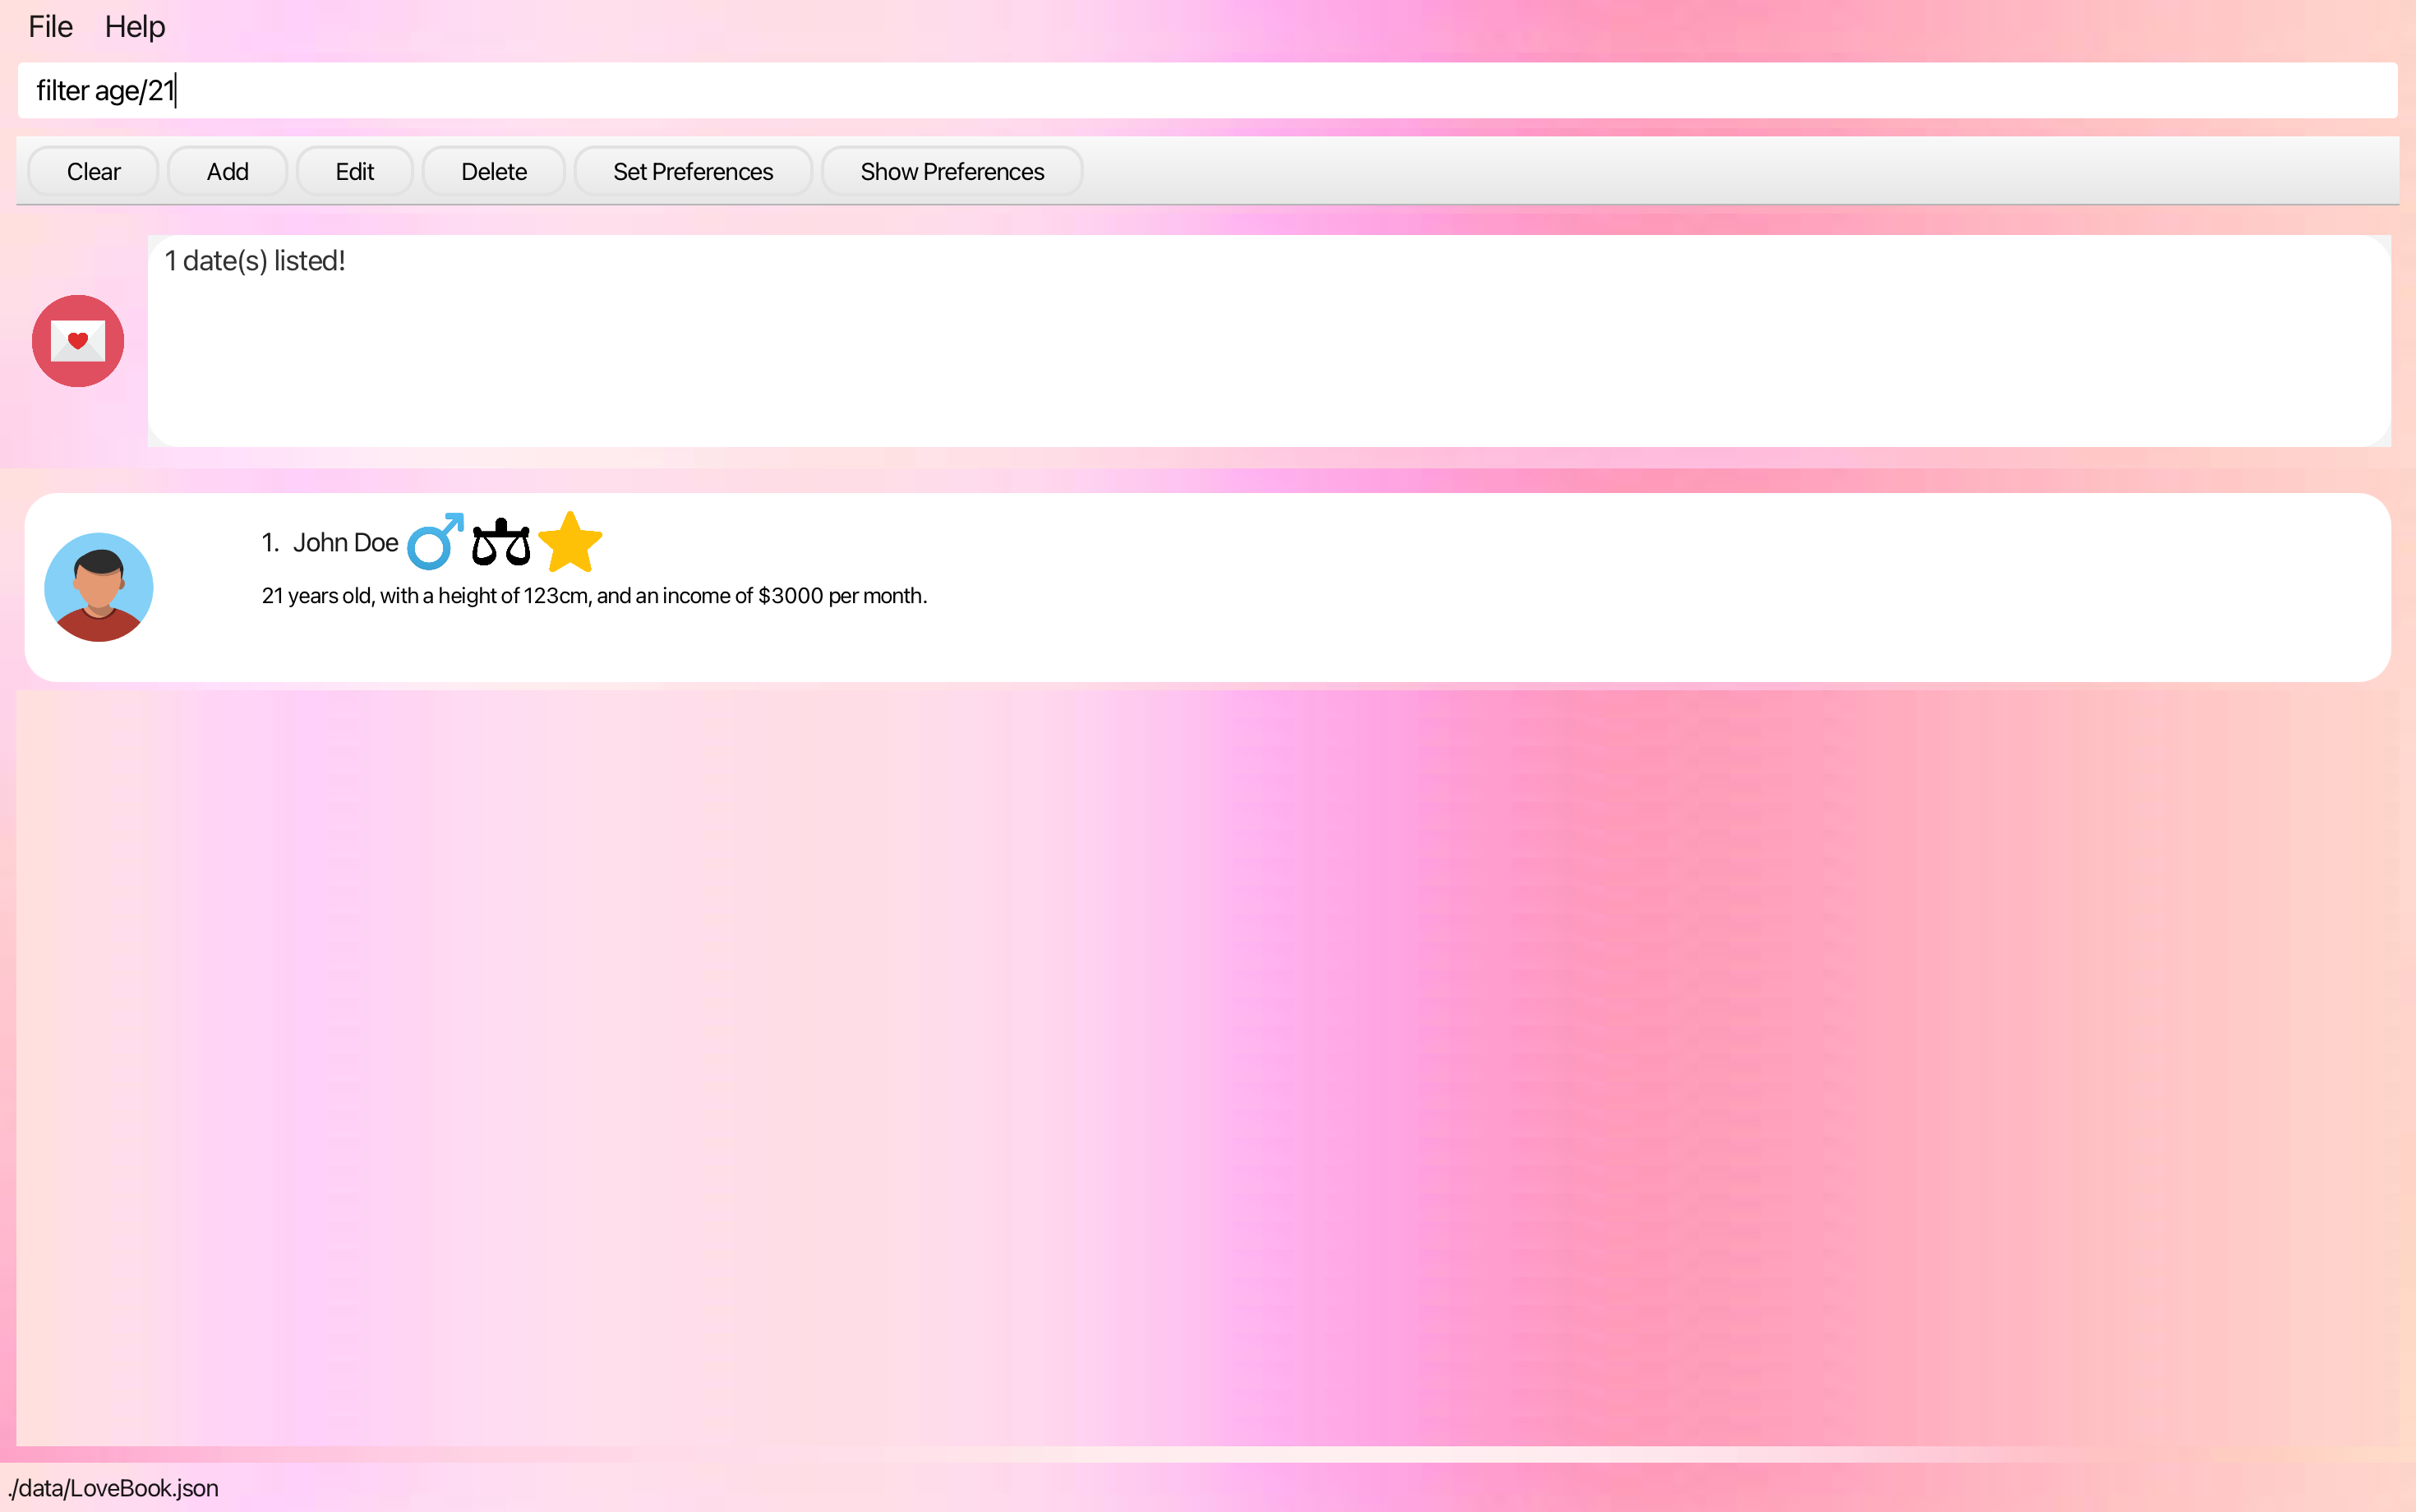 File Help
filter age/21
Clear Add Edit Delete Set Preferences Show Preferences
1 date(s) listed!
1. John Doe
21 years old, with a height of 123cm, and an income of $3000 per month.
./data/LoveBook.json